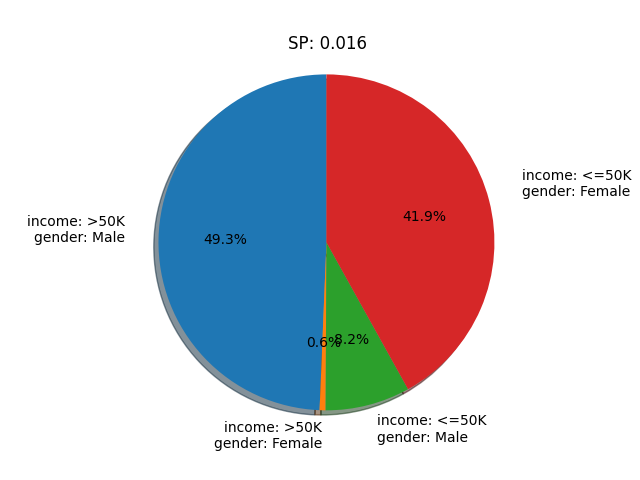 SP: 0.016
income: <=50K
gender: Female
41.9%
income: >50K
gender: Male
49.3%
0.6%
8.2%
income: >50K
gender: Female
income: <=50K
gender: Male